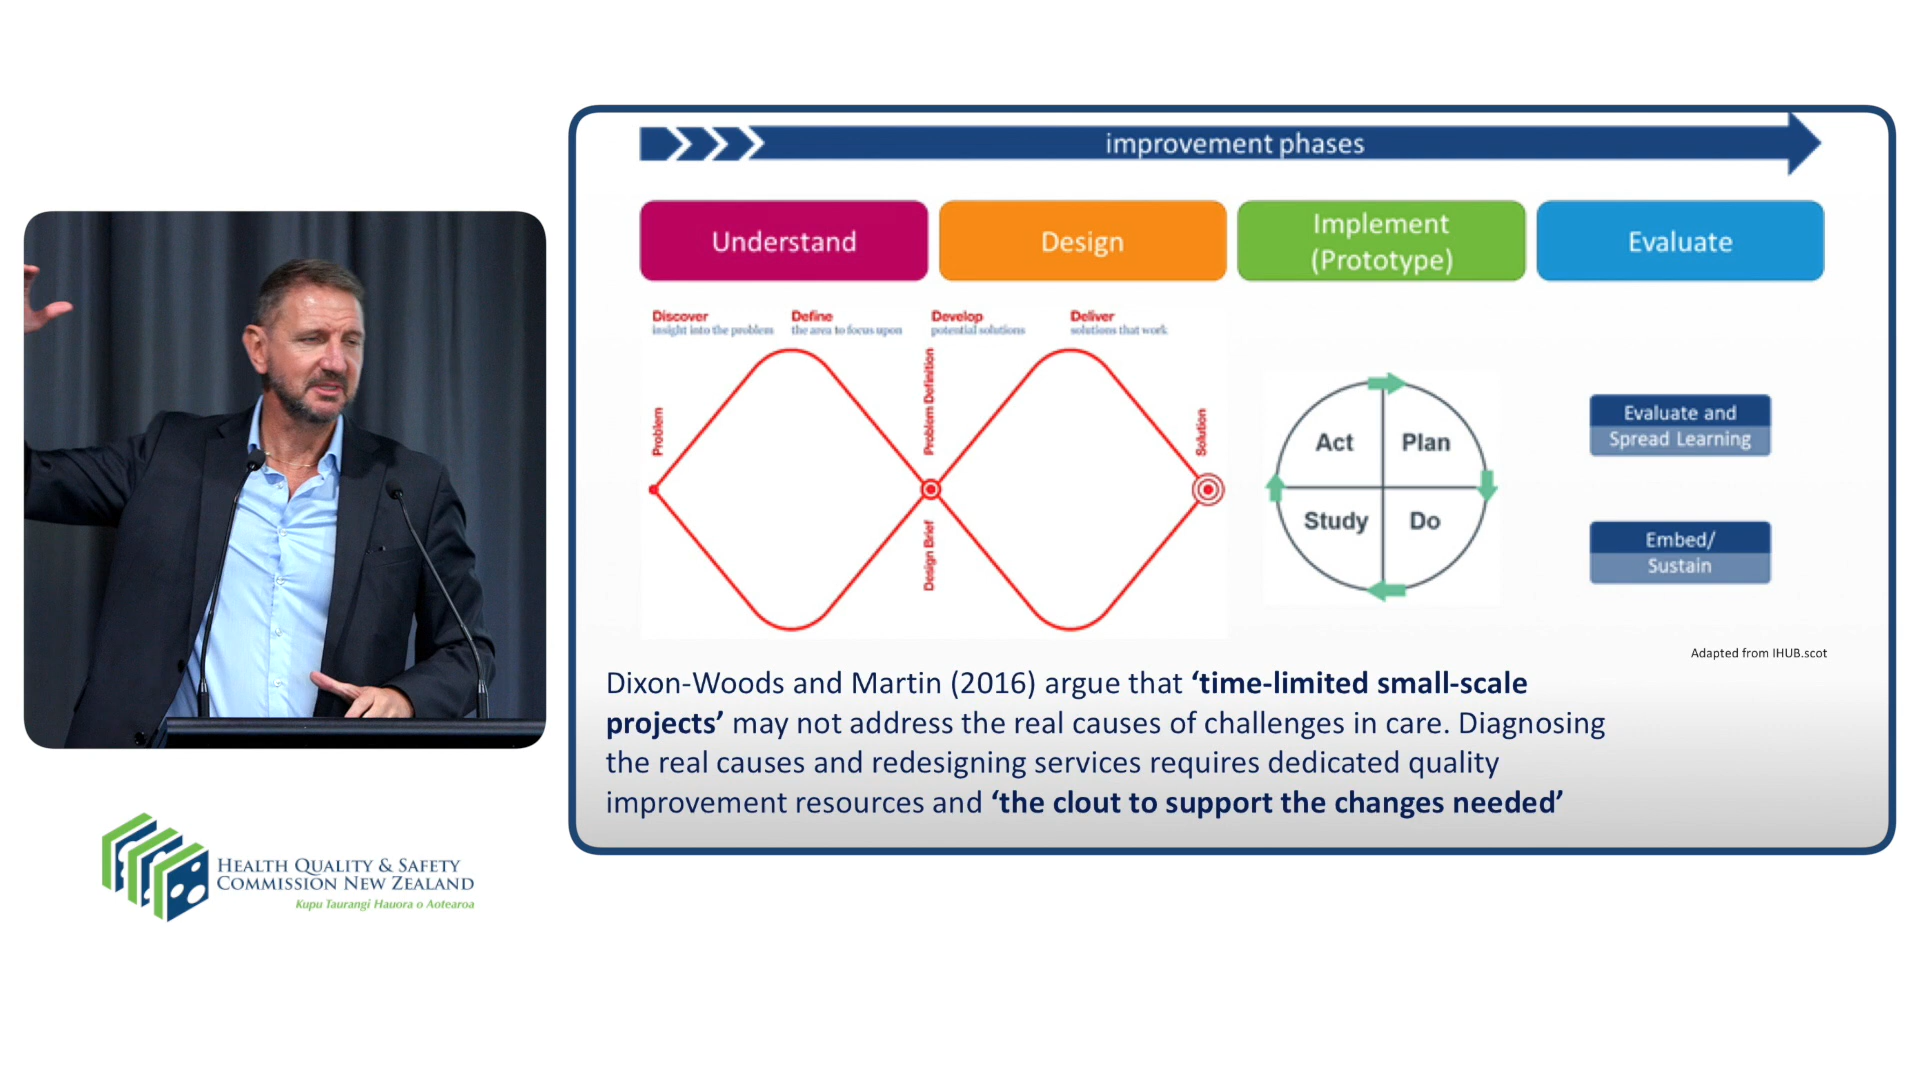 improvement phases
Understand
Design
Implement
(Prototype)
Evaluate
Discover
insight into the problem
Define
the area to focus upon
Develop
potential solutions
Deliver
solutions that work
Problem
Problem Definition
Design Brief
Solution
Act
Plan
Study
Do
Evaluate and
Spread Learning
Embed/
Sustain
Adapted from IHUB.scot
Dixon-Woods and Martin (2016) argue that ‘time-limited small-scale
projects’ may not address the real causes of challenges in care. Diagnosing
the real causes and redesigning services requires dedicated quality
improvement resources and ‘the clout to support the changes needed’
HEALTH QUALITY & SAFETY
COMMISSION NEW ZEALAND
Kupu Taurangi Hauora o Aotearoa